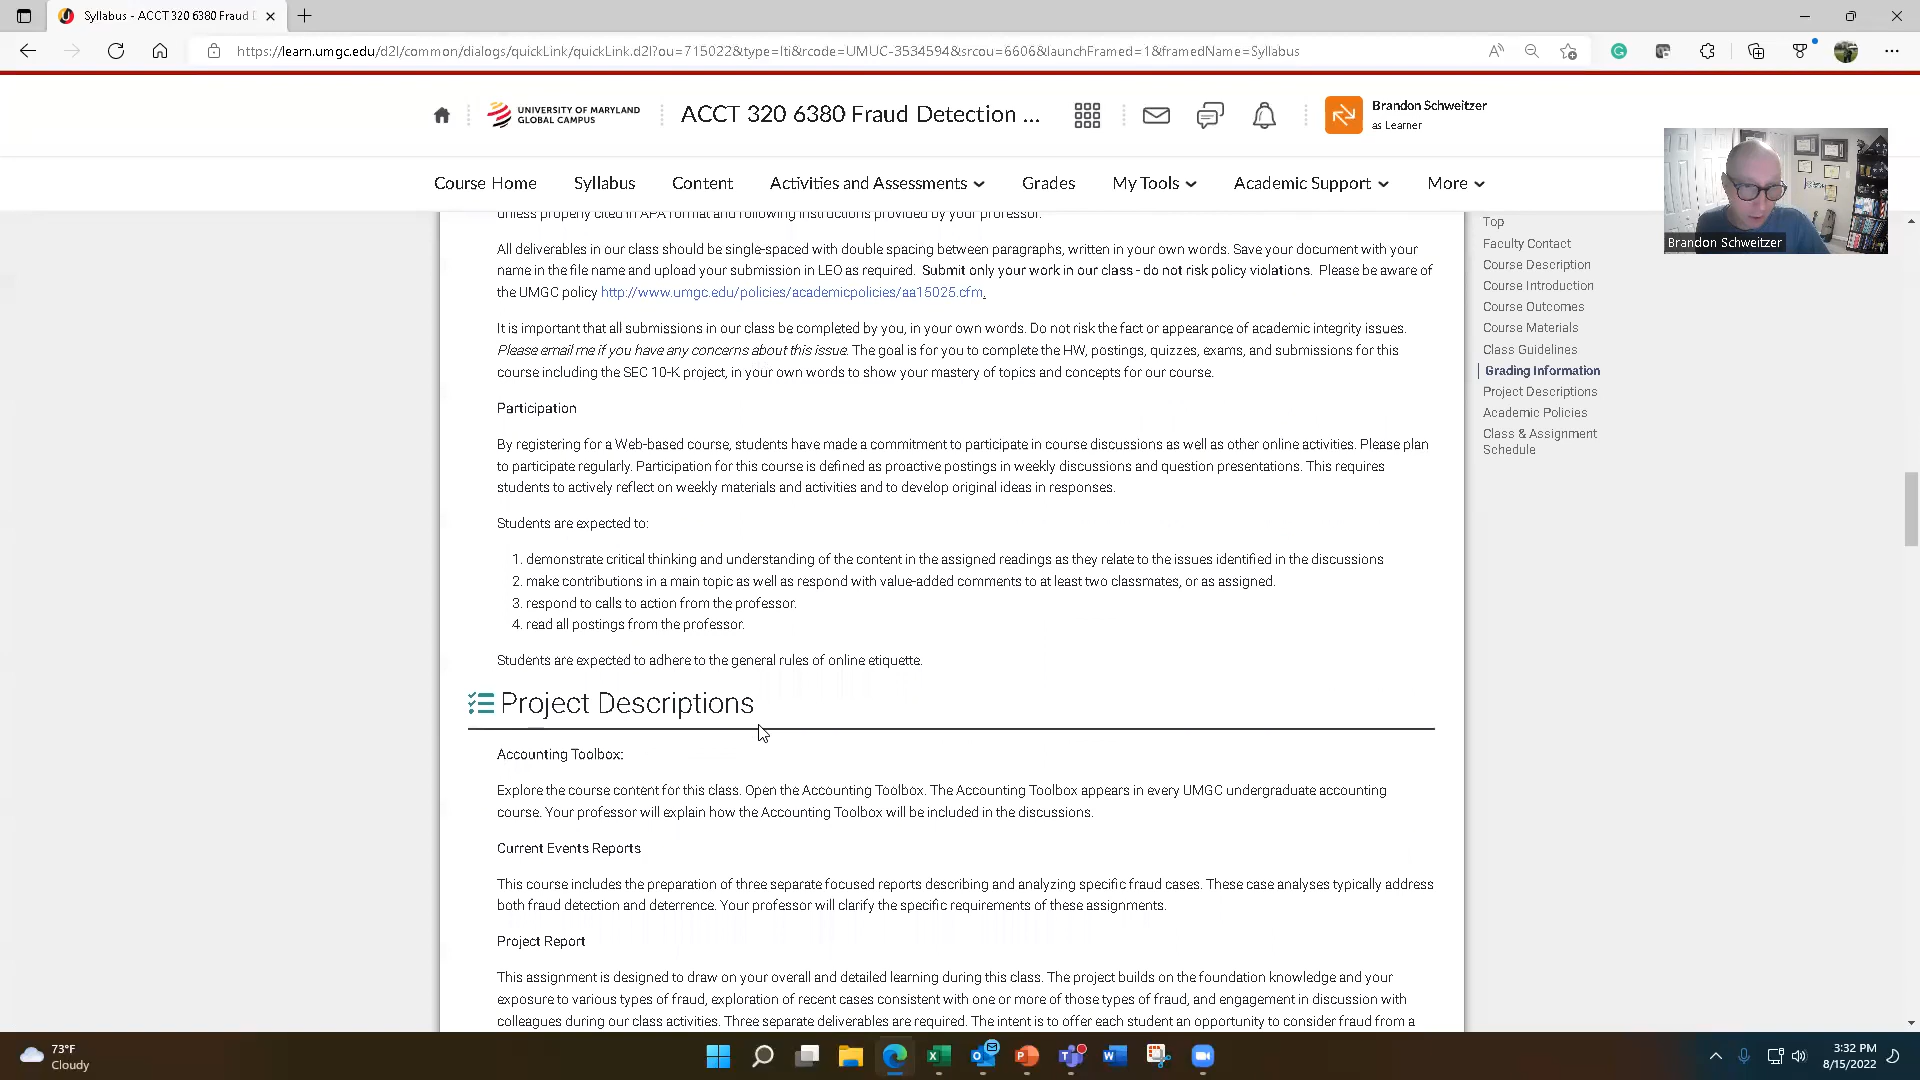 Syllabus - ACCT 320 6380 Fraud D
https://learn.umgc.edu/d2l/common/dialogs/quickLink/quickLink.d2l?ou=715022&type=lti&rcode=UMUC-3534594&srcou=6606&launchFramed=1&framedName=Syllabus
UNIVERSITY OF MARYLAND
GLOBAL CAMPUS
ACCT 320 6380 Fraud Detection ...
Brandon Schweitzer
as Learner
Course Home Syllabus Content Activities and Assessments Grades My Tools Academic Support More
Brandon Schweitzer
unless properly cited in APA format and following instructions provided by your professor.
All deliverables in our class should be single-spaced with double spacing between paragraphs, written in your own words. Save your document with your
name in the file name and upload your submission in LEO as required. Submit only your work in our class - do not risk policy violations. Please be aware of
the UMGC policy http://www.umgc.edu/policies/academicpolicies/aa15025.cfm.
It is important that all submissions in our class be completed by you, in your own words. Do not risk the fact or appearance of academic integrity issues.
Please email me if you have any concerns about this issue. The goal is for you to complete the HW, postings, quizzes, exams, and submissions for this
course including the SEC 10-K project, in your own words to show your mastery of topics and concepts for our course.
Participation
By registering for a Web-based course, students have made a commitment to participate in course discussions as well as other online activities. Please plan
to participate regularly. Participation for this course is defined as proactive postings in weekly discussions and question presentations. This requires
students to actively reflect on weekly materials and activities and to develop original ideas in responses.
Students are expected to:
1. demonstrate critical thinking and understanding of the content in the assigned readings as they relate to the issues identified in the discussions
2. make contributions in a main topic as well as respond with value-added comments to at least two classmates, or as assigned.
3. respond to calls to action from the professor.
4. read all postings from the professor.
Students are expected to adhere to the general rules of online etiquette.
Project Descriptions
Accounting Toolbox:
Explore the course content for this class. Open the Accounting Toolbox. The Accounting Toolbox appears in every UMGC undergraduate accounting
course. Your professor will explain how the Accounting Toolbox will be included in the discussions.
Current Events Reports
This course includes the preparation of three separate focused reports describing and analyzing specific fraud cases. These case analyses typically address
both fraud detection and deterrence. Your professor will clarify the specific requirements of these assignments.
Project Report
This assignment is designed to draw on your overall and detailed learning during this class. The project builds on the foundation knowledge and your
exposure to various types of fraud, exploration of recent cases consistent with one or more of those types of fraud, and engagement in discussion with
colleagues during our class activities. Three separate deliverables are required. The intent is to offer each student an opportunity to consider fraud from a
Top
Faculty Contact
Course Description
Course Introduction
Course Outcomes
Course Materials
Class Guidelines
Grading Information
Project Descriptions
Academic Policies
Class & Assignment
Schedule
73°F
Cloudy
3:32 PM
8/15/2022